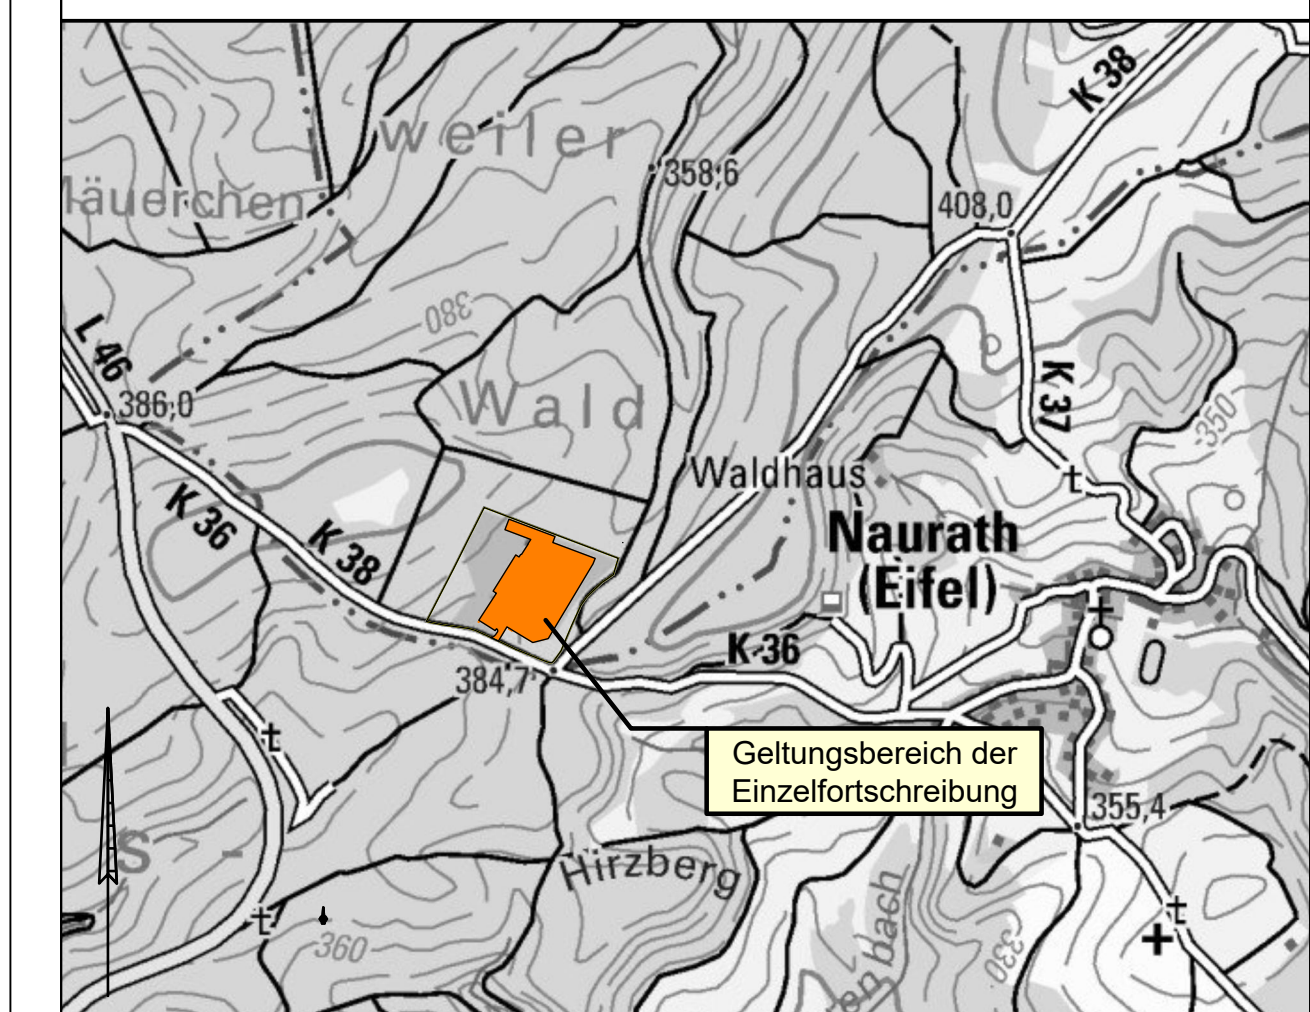 K 38
weiler
358,6
Mäuerchen
408,0
380
L 46
K 37
386,0
Wald
350
Waldhaus
K 36
K 38
Naurath
(Eifel)
K 36
384,7
Geltungsbereich der
Einzelfortschreibung
355,4
Hirzberg
S
bach
360
330